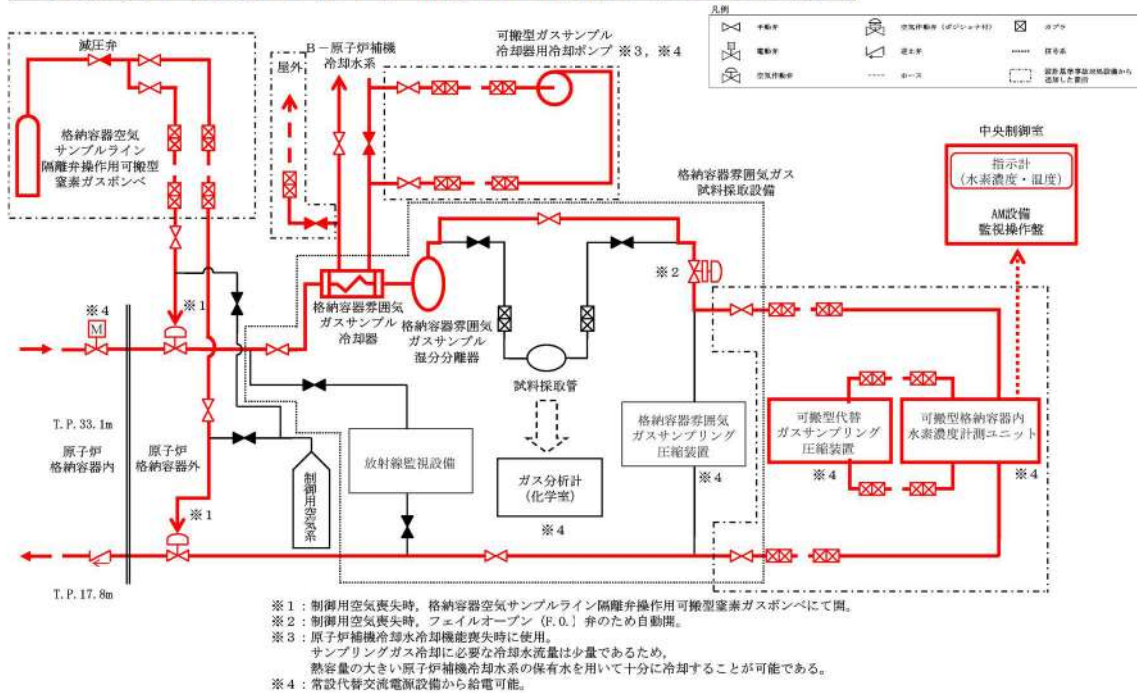 凡例
手動弁
空気作動弁（ポジショナ付）
カプラ
電動弁
逆止弁
信号系
空気作動弁
ホース
設計基準事故対処設備から
追加した箇所
減圧弁
格納容器空気
サンプルライン
隔離弁操作用可搬型
窒素ガスボンベ
屋外
B－原子炉補機
冷却水系
可搬型ガスサンプル
冷却器用冷却ポンプ ※3，※4
格納容器雰囲気ガス
試料採取設備
中央制御室
指示計
（水素濃度・温度）
AM設備
監視操作盤
※1
※2
※4
M
格納容器雰囲気
ガスサンプル
冷却器
格納容器雰囲気
ガスサンプル
湿分分離器
試料採取管
T.P.33.1m
原子炉
格納容器内
原子炉
格納容器外
※1
制御用空気系
放射線監視設備
ガス分析計
（化学室）
※4
格納容器雰囲気
ガスサンプリング
圧縮装置
※4
可搬型代替
ガスサンプリング
圧縮装置
※4
可搬型格納容器内
水素濃度計測ユニット
※4
T.P.17.8m
※1：制御用空気喪失時，格納容器空気サンプルライン隔離弁操作用可搬型窒素ガスボンベにて開。
※2：制御用空気喪失時，フェイルオープン（F.O.）弁のため自動開。
※3：原子炉補機冷却水冷却機能喪失時に使用。
サンプリングガス冷却に必要な冷却水流量は少量であるため，
熱容量の大きい原子炉補機冷却水系の保有水を用いて十分に冷却することが可能である。
※4：常設代替交流電源設備から給電可能。